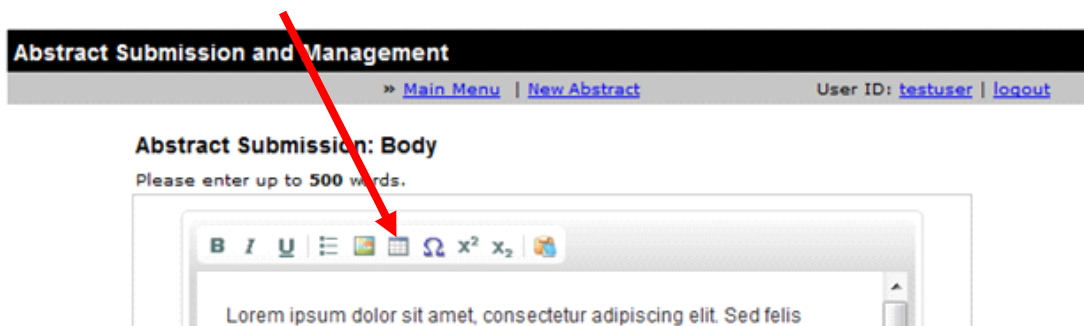 Abstract Submission and Management
» Main Menu | New Abstract User ID: testuser | logout
Abstract Submission: Body
Please enter up to 500 words.
B I U Ω x² x₂
Lorem ipsum dolor sit amet, consectetur adipiscing elit. Sed felis